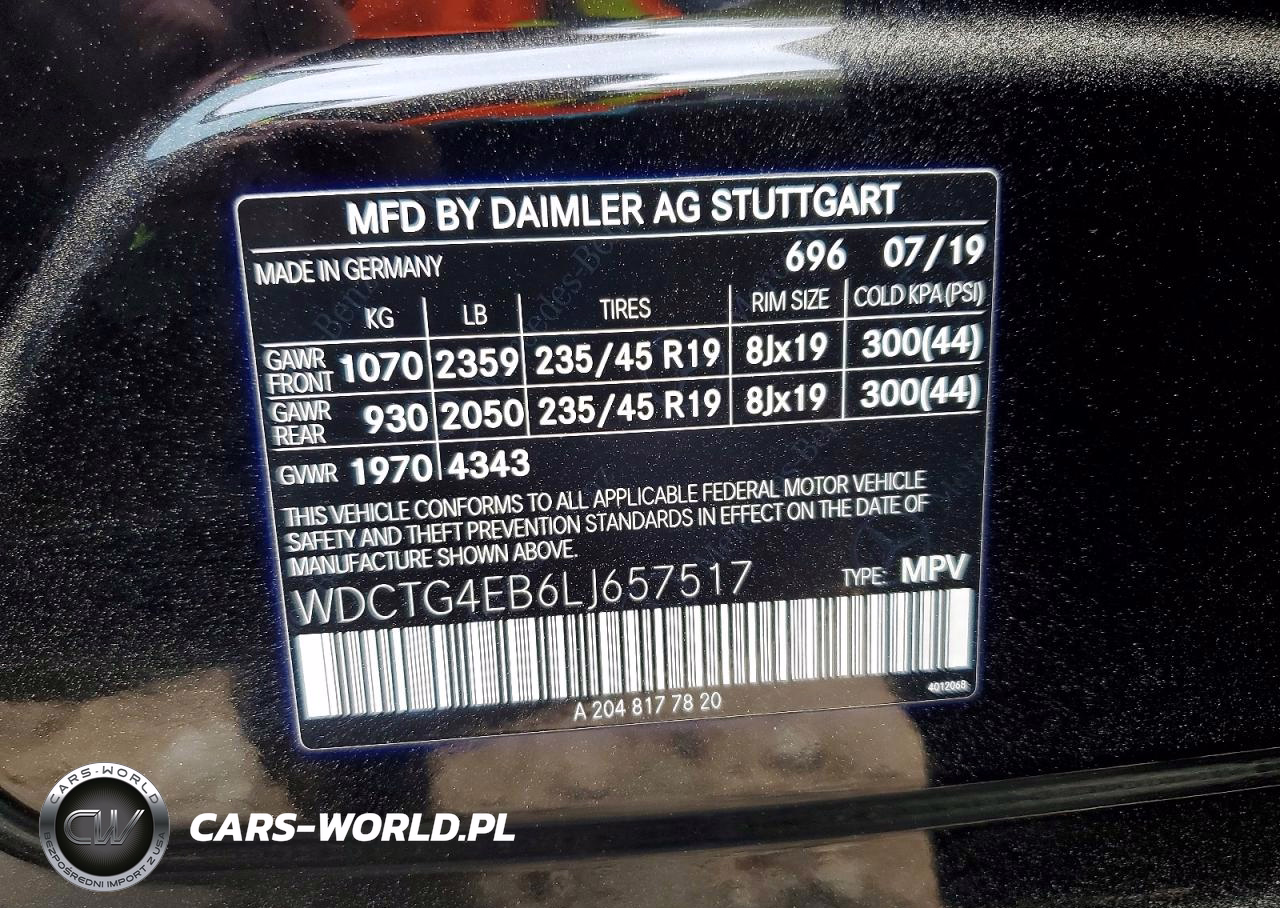 MFD BY DAIMLER AG STUTTGART
MADE IN GERMANY 696 07/19
KG LB TIRES RIM SIZE COLD KPA (PSI)
GAWR FRONT 1070 2359 235/45 R19 8Jx19 300(44)
GAWR REAR 930 2050 235/45 R19 8Jx19 300(44)
GVWR 1970 4343
THIS VEHICLE CONFORMS TO ALL APPLICABLE FEDERAL MOTOR VEHICLE
SAFETY AND THEFT PREVENTION STANDARDS IN EFFECT ON THE DATE OF
MANUFACTURE SHOWN ABOVE.
WDCTG4EB6LJ657517 TYPE: MPV
A 204 817 78 20 4012068
CARS-WORLD
CW
BEZPOŚREDNI IMPORT Z USA
CARS-WORLD.PL